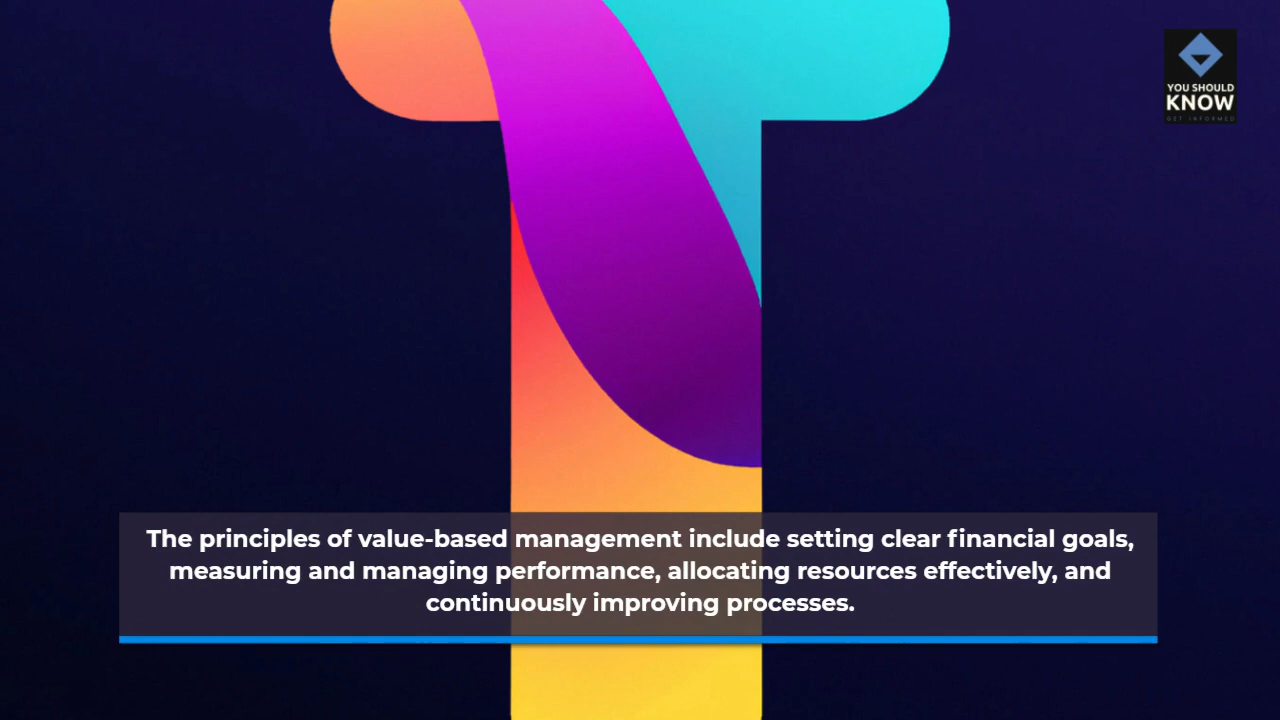 YOU SHOULD
KNOW
GET INFORMED
The principles of value-based management include setting clear financial goals,
measuring and managing performance, allocating resources effectively, and
continuously improving processes.